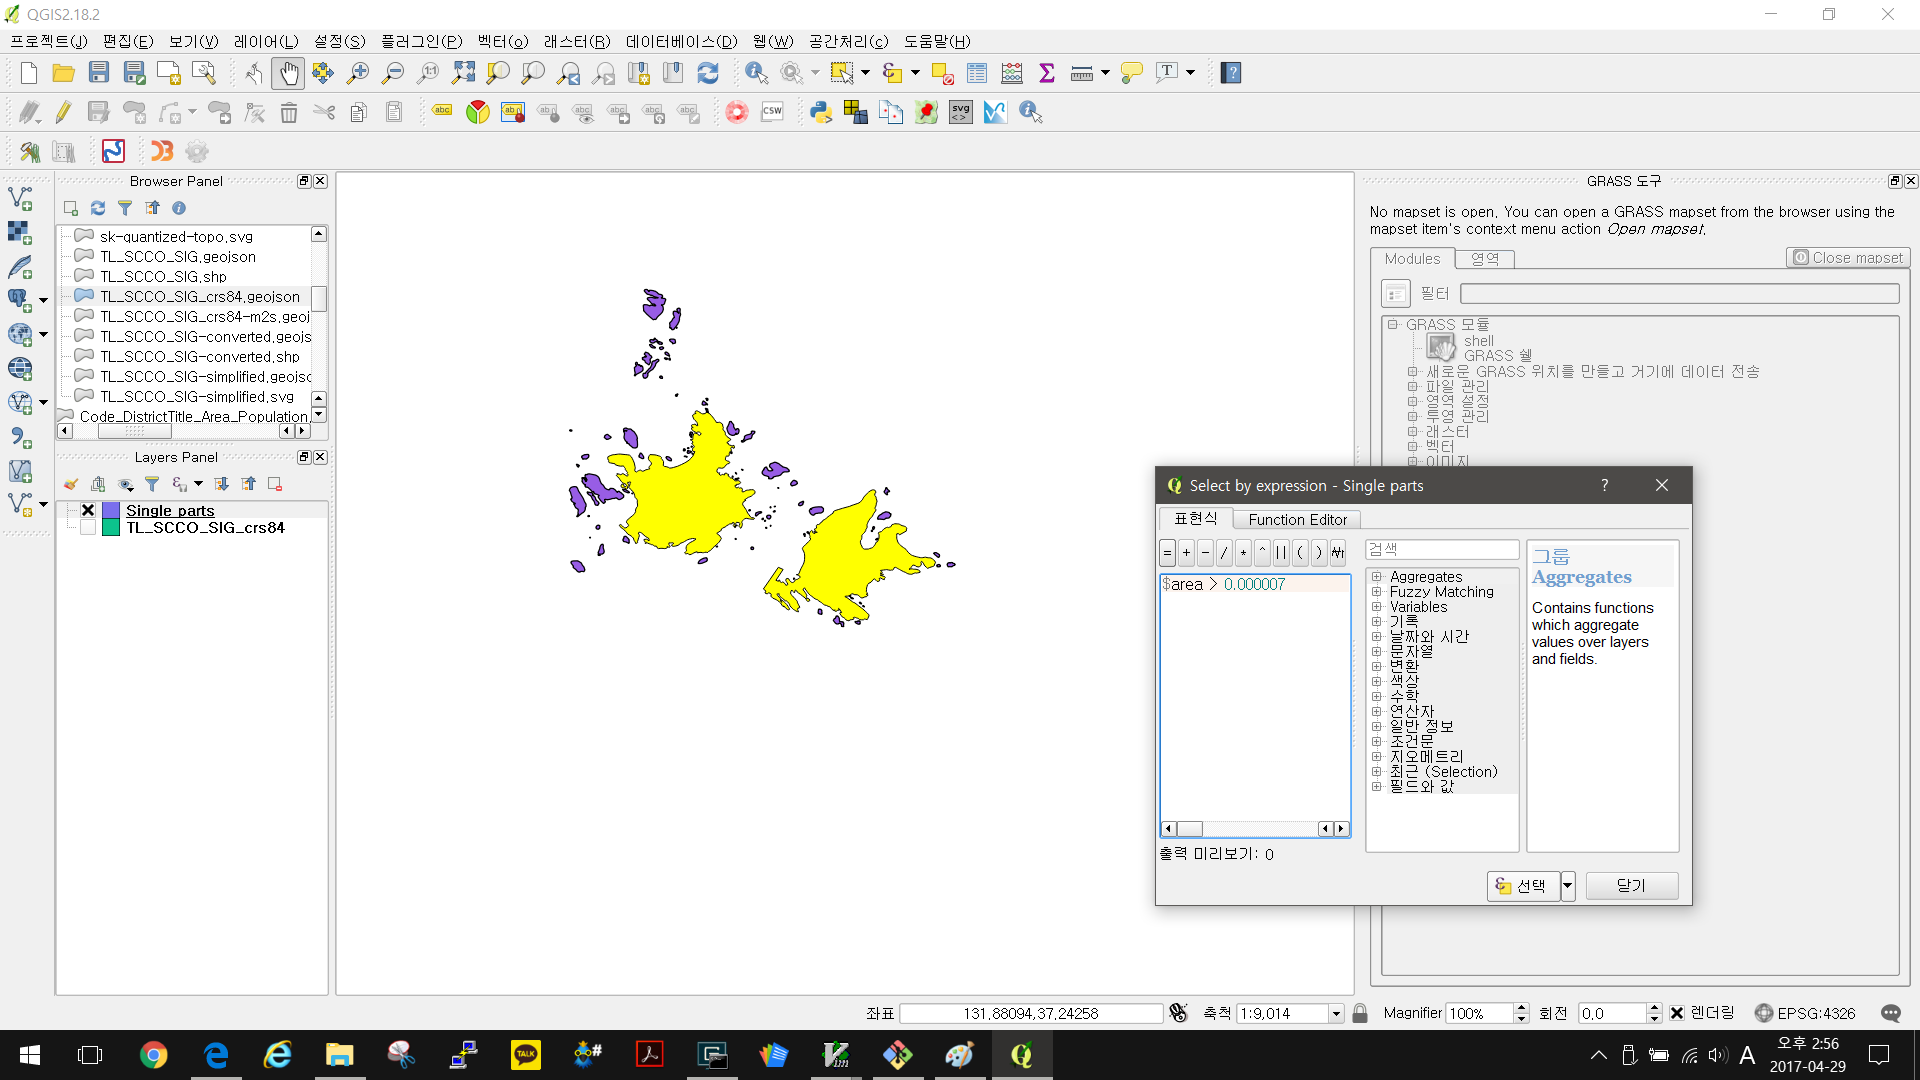 QGIS2.18.2
프로젝트(J) 편집(E) 보기(V) 레이어(L) 설정(S) 플러그인(P) 벡터(o) 래스터(R) 데이터베이스(D) 웹(W) 공간처리(c) 도움말(H)
Browser Panel
sk-quantized-topo.svg
TL_SCCO_SIG.geojson
TL_SCCO_SIG.shp
TL_SCCO_SIG_crs84.geojson
TL_SCCO_SIG_crs84-m2s.geoj
TL_SCCO_SIG-converted.geojs
TL_SCCO_SIG-converted.shp
TL_SCCO_SIG-simplified.geojsc
TL_SCCO_SIG-simplified.svg
Code_DistrictTitle_Area_Population
Layers Panel
Single parts
TL_SCCO_SIG_crs84
GRASS 도구
No mapset is open. You can open a GRASS mapset from the browser using the
mapset item's context menu action Open mapset.
Modules 영역 Close mapset
필터
GRASS 모듈
shell
GRASS 쉘
새로운 GRASS 위치를 만들고 거기에 데이터 전송
파일 관리
영역 설정
투영 관리
래스터
벡터
이미지
Select by expression - Single parts ?
표현식 Function Editor
= + - / * ^ || ( ) ₩n
검색
$area > 0.000007
Aggregates
Fuzzy Matching
Variables
기록
날짜와 시간
문자열
변환
색상
수학
연산자
일반 정보
조건문
지오메트리
최근 (Selection)
필드와 값
그룹
Aggregates
Contains functions
which aggregate
values over layers
and fields.
출력 미리보기: 0
선택 닫기
좌표 131.88094,37.24258 축척 1:9,014 Magnifier 100% 회전 0.0 렌더링 EPSG:4326
A 오후 2:56
2017-04-29